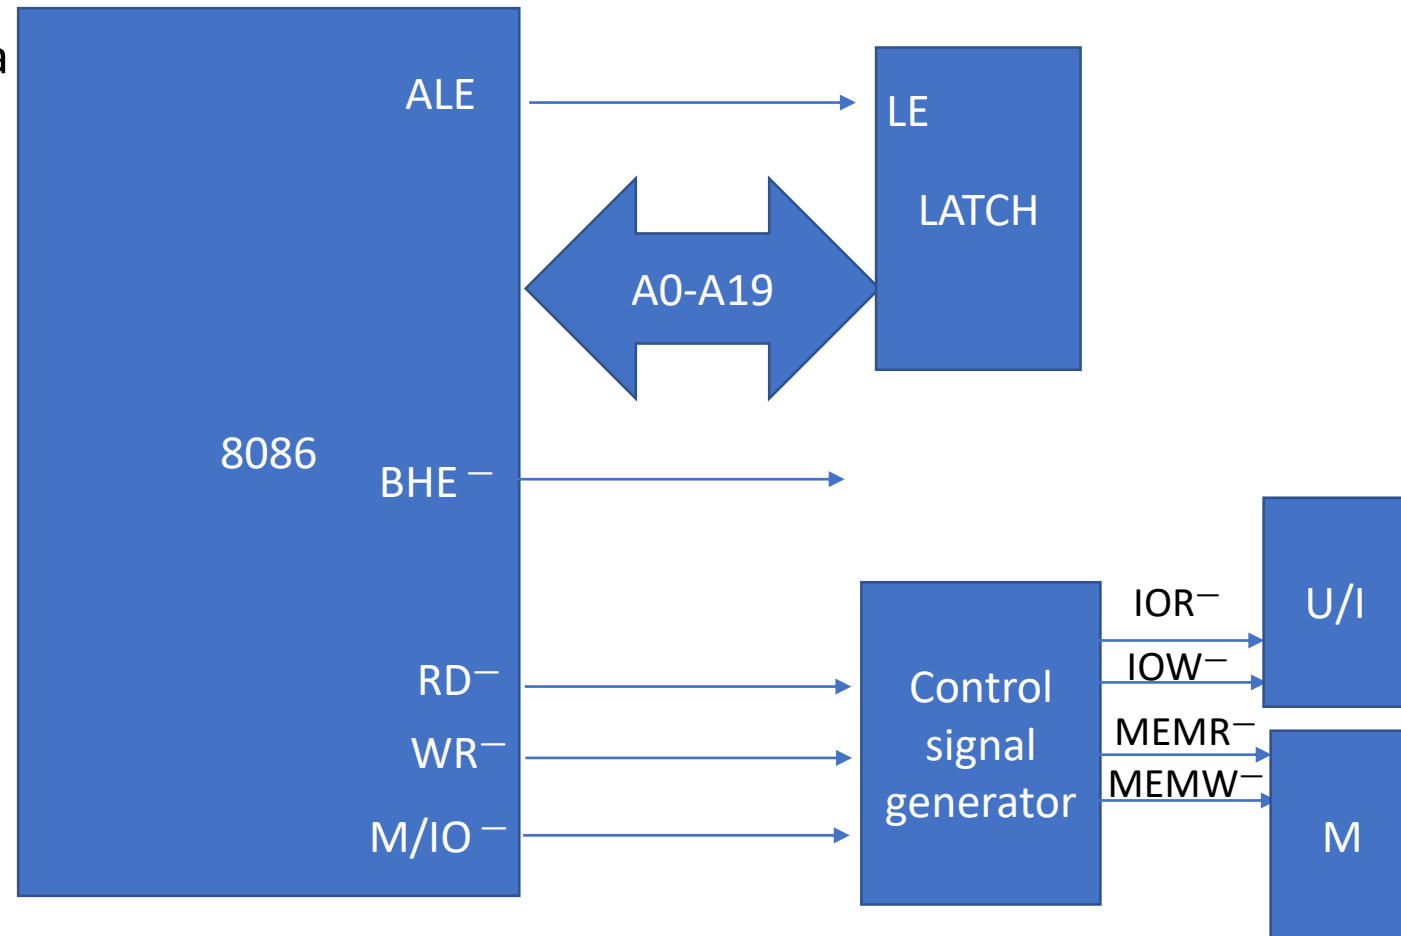 a
ALE
LE
LATCH
A0-A19
8086
BHE —
IOR—
U/I
IOW—
RD—
Control
signal
generator
MEMR—
WR—
MEMW—
M/IO —
M